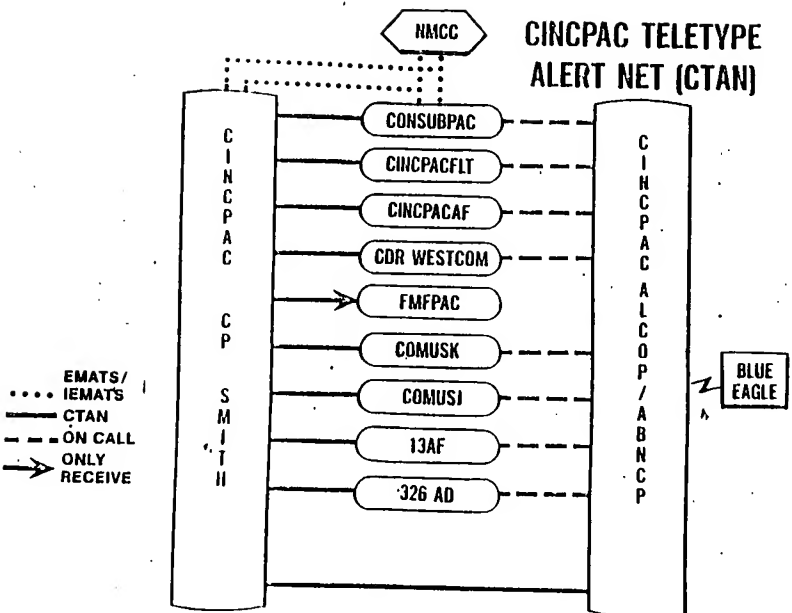 NMCC
CINCPAC TELETYPE
ALERT NET (CTAN)
CINCPAC CP SMITH
CONSUBPAC
CINCPACFLT
CINCPACAF
CDR WESTCOM
FMFPAC
COMUSK
COMUSJ
13AF
326 AD
CINCPAC ALCOP/ABNCP
BLUE
EAGLE
EMATS/
IEMATS
CTAN
ON CALL
ONLY
RECEIVE